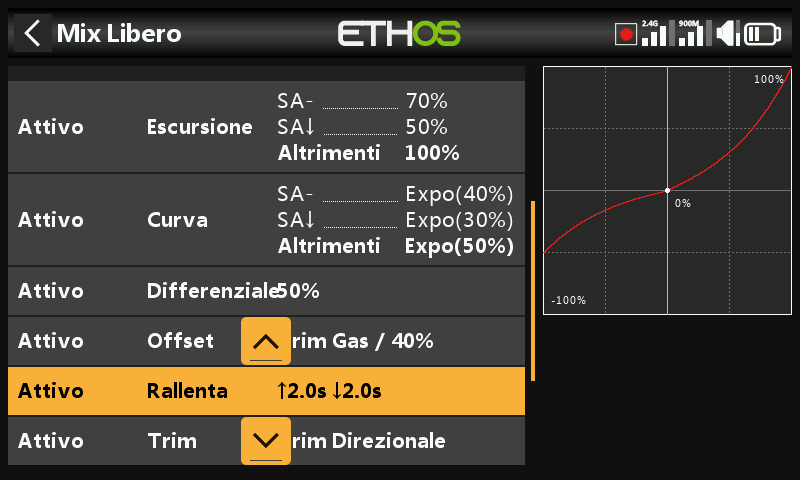 Mix Libero
ETHOS
2.4G 900M
SA- 70%
Attivo Escursione SA↓ 50%
Altrimenti 100%
SA- Expo(40%)
Attivo Curva SA↓ Expo(30%)
Altrimenti Expo(50%)
Attivo Differenziale 50%
Attivo Offset rim Gas / 40%
Attivo Rallenta ↑2.0s ↓2.0s
Attivo Trim rim Direzionale
100%
0%
-100%